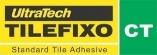 UltraTech
TILEFIXO CT
Standard Tile Adhesive